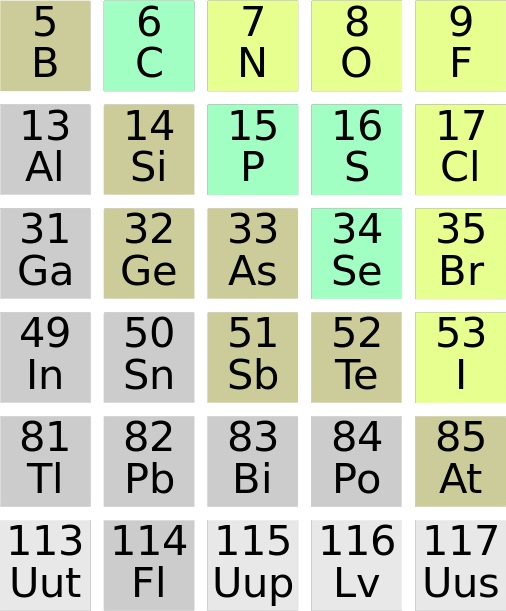 5 6 7 8 9
B C N O F
13 14 15 16 17
Al Si P S Cl
31 32 33 34 35
Ga Ge As Se Br
49 50 51 52 53
In Sn Sb Te I
81 82 83 84 85
Tl Pb Bi Po At
113 114 115 116 117
Uut Fl Uup Lv Uus